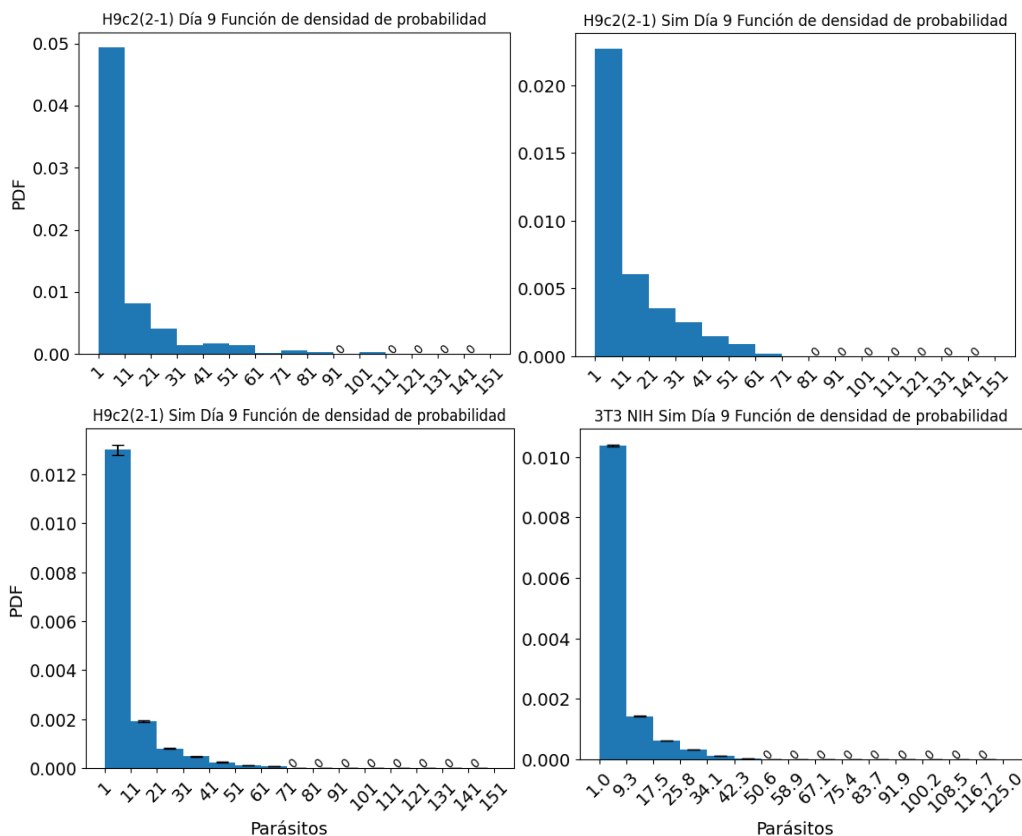 H9c2(2-1) Día 9 Función de densidad de probabilidad
PDF
0.05
0.04
0.03
0.02
0.01
0.00
0 0 0 0 0
1 11 21 31 41 51 61 71 81 91 101 111 121 131 141 151
H9c2(2-1) Sim Día 9 Función de densidad de probabilidad
0.020
0.015
0.010
0.005
0.000
0 0 0 0 0 0 0
1 11 21 31 41 51 61 71 81 91 101 111 121 131 141 151
H9c2(2-1) Sim Día 9 Función de densidad de probabilidad
PDF
0.012
0.010
0.008
0.006
0.004
0.002
0.000
0 0 0 0 0 0 0 0
1 11 21 31 41 51 61 71 81 91 101 111 121 131 141 151
Parásitos
3T3 NIH Sim Día 9 Función de densidad de probabilidad
0.010
0.008
0.006
0.004
0.002
0.000
0 0 0 0 0 0 0 0 0
1.0 9.3 17.5 25.8 34.1 42.3 50.6 58.9 67.1 75.4 83.7 91.9 100.2 108.5 116.7 125.0
Parásitos